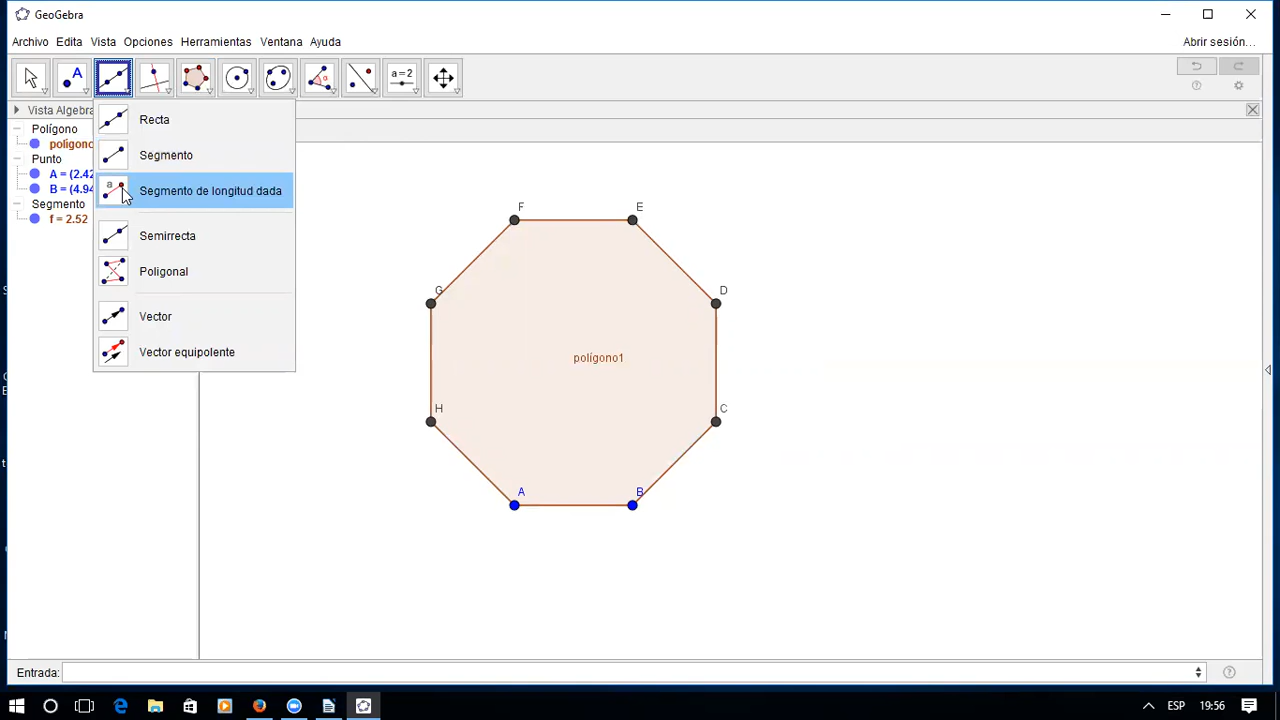 GeoGebra
Archivo Edita Vista Opciones Herramientas Ventana Ayuda Abrir sesión...
A a=2
Vista Algebra
Recta
Polígono
polígono
Segmento
Punto
A = (2.42
B = (4.94
a Segmento de longitud dada
Segmento
f = 2.52
Semirrecta
Poligonal
Vector
Vector equipolente
F E
G D
polígono1
H C
A B
Entrada:
ESP 19:56